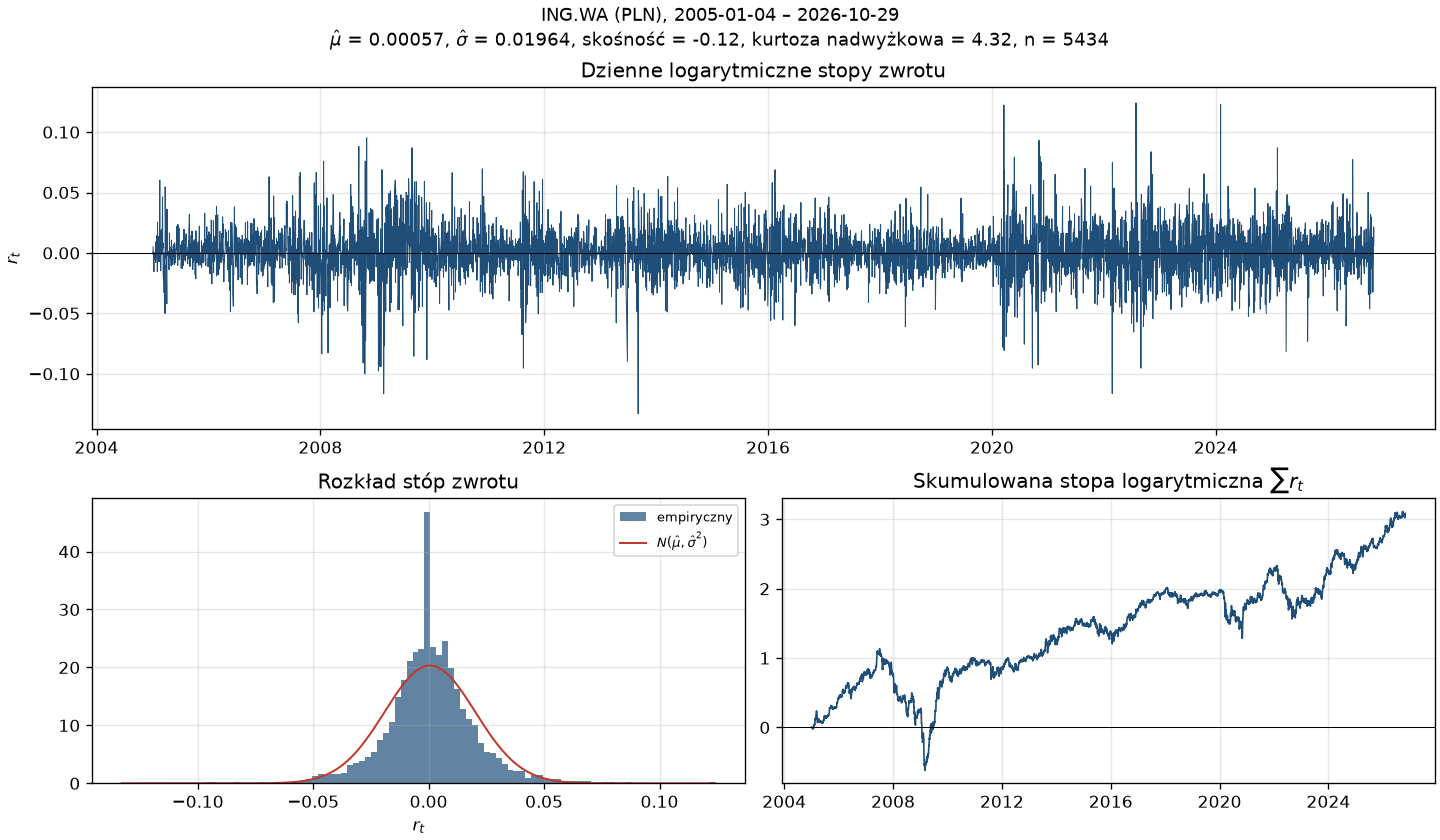 ING.WA (PLN), 2005-01-04 – 2026-10-29
μ̂ = 0.00057, σ̂ = 0.01964, skośność = -0.12, kurtoza nadwyżkowa = 4.32, n = 5434
Dzienne logarytmiczne stopy zwrotu
0.10
0.05
0.00
−0.05
−0.10
r_t
2004 2008 2012 2016 2020 2024
Rozkład stóp zwrotu
empiryczny
N(μ̂, σ̂²)
40
30
20
10
0
−0.10 −0.05 0.00 0.05 0.10
r_t
Skumulowana stopa logarytmiczna ∑r_t
3
2
1
0
2004 2008 2012 2016 2020 2024